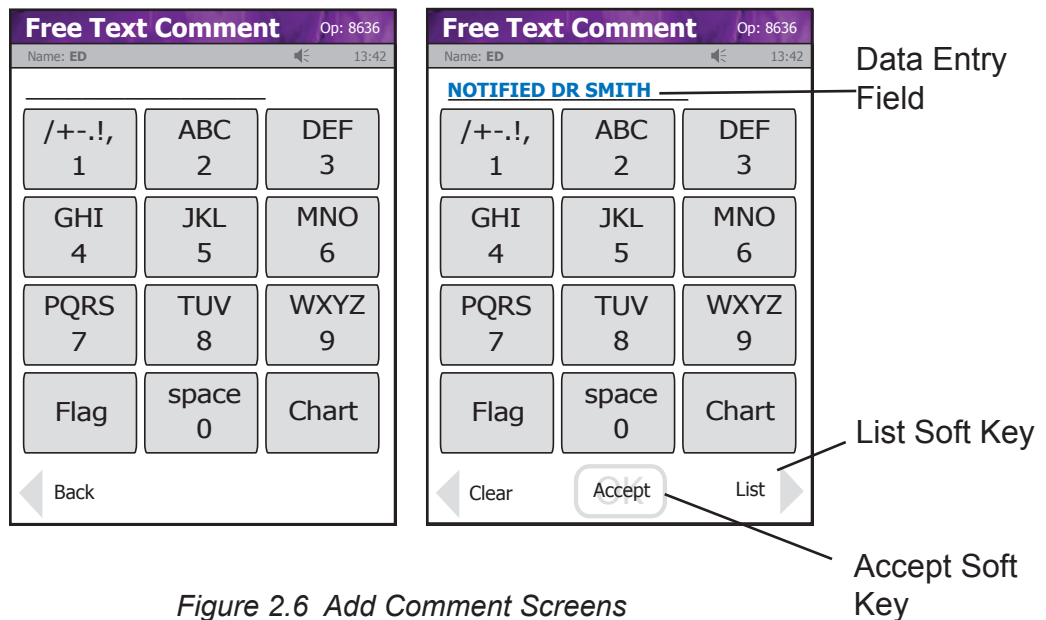 Free Text Comment Op: 8636
Name: ED 13:42
/+-.!, ABC DEF
1 2 3
GHI JKL MNO
4 5 6
PQRS TUV WXYZ
7 8 9
Flag space Chart
0
Back
Free Text Comment Op: 8636
Name: ED 13:42
NOTIFIED DR SMITH
/+-.!, ABC DEF
1 2 3
GHI JKL MNO
4 5 6
PQRS TUV WXYZ
7 8 9
Flag space Chart
0
Clear OK Accept List
Data Entry
Field
List Soft Key
Accept Soft
Key
Figure 2.6 Add Comment Screens